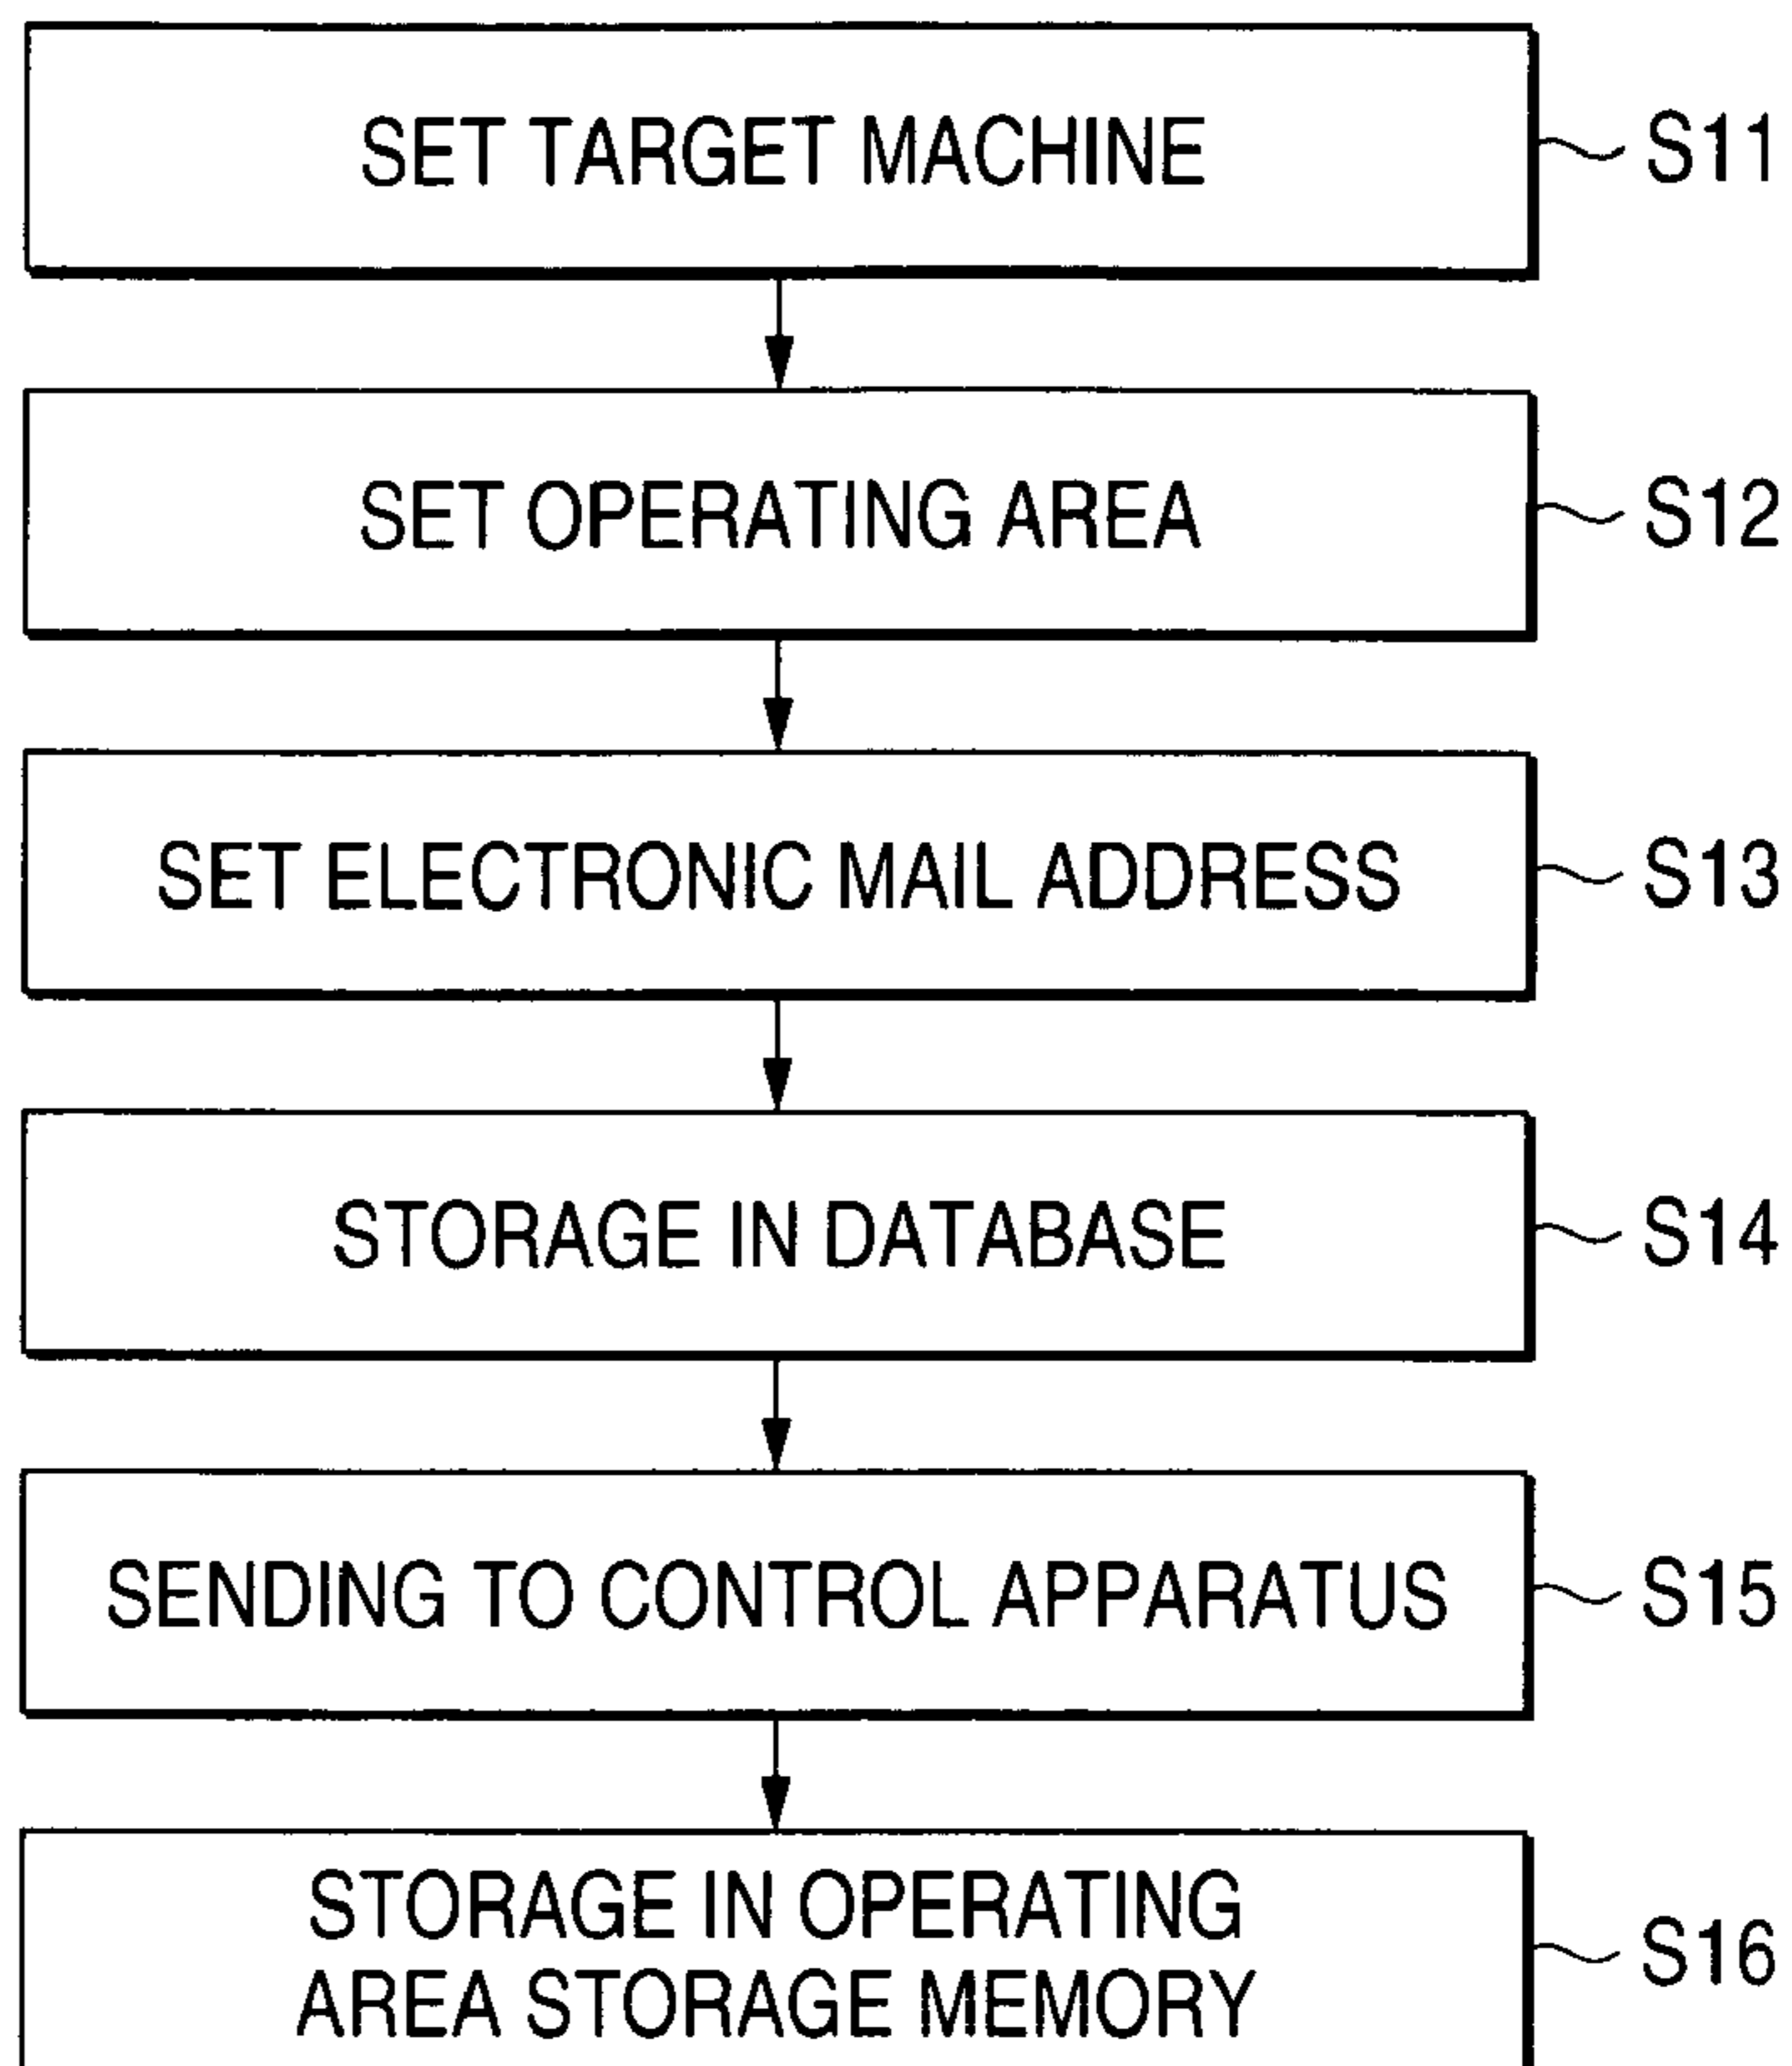 SET TARGET MACHINE
S11
SET OPERATING AREA
S12
SET ELECTRONIC MAIL ADDRESS
S13
STORAGE IN DATABASE
S14
SENDING TO CONTROL APPARATUS
S15
STORAGE IN OPERATING
AREA STORAGE MEMORY
S16